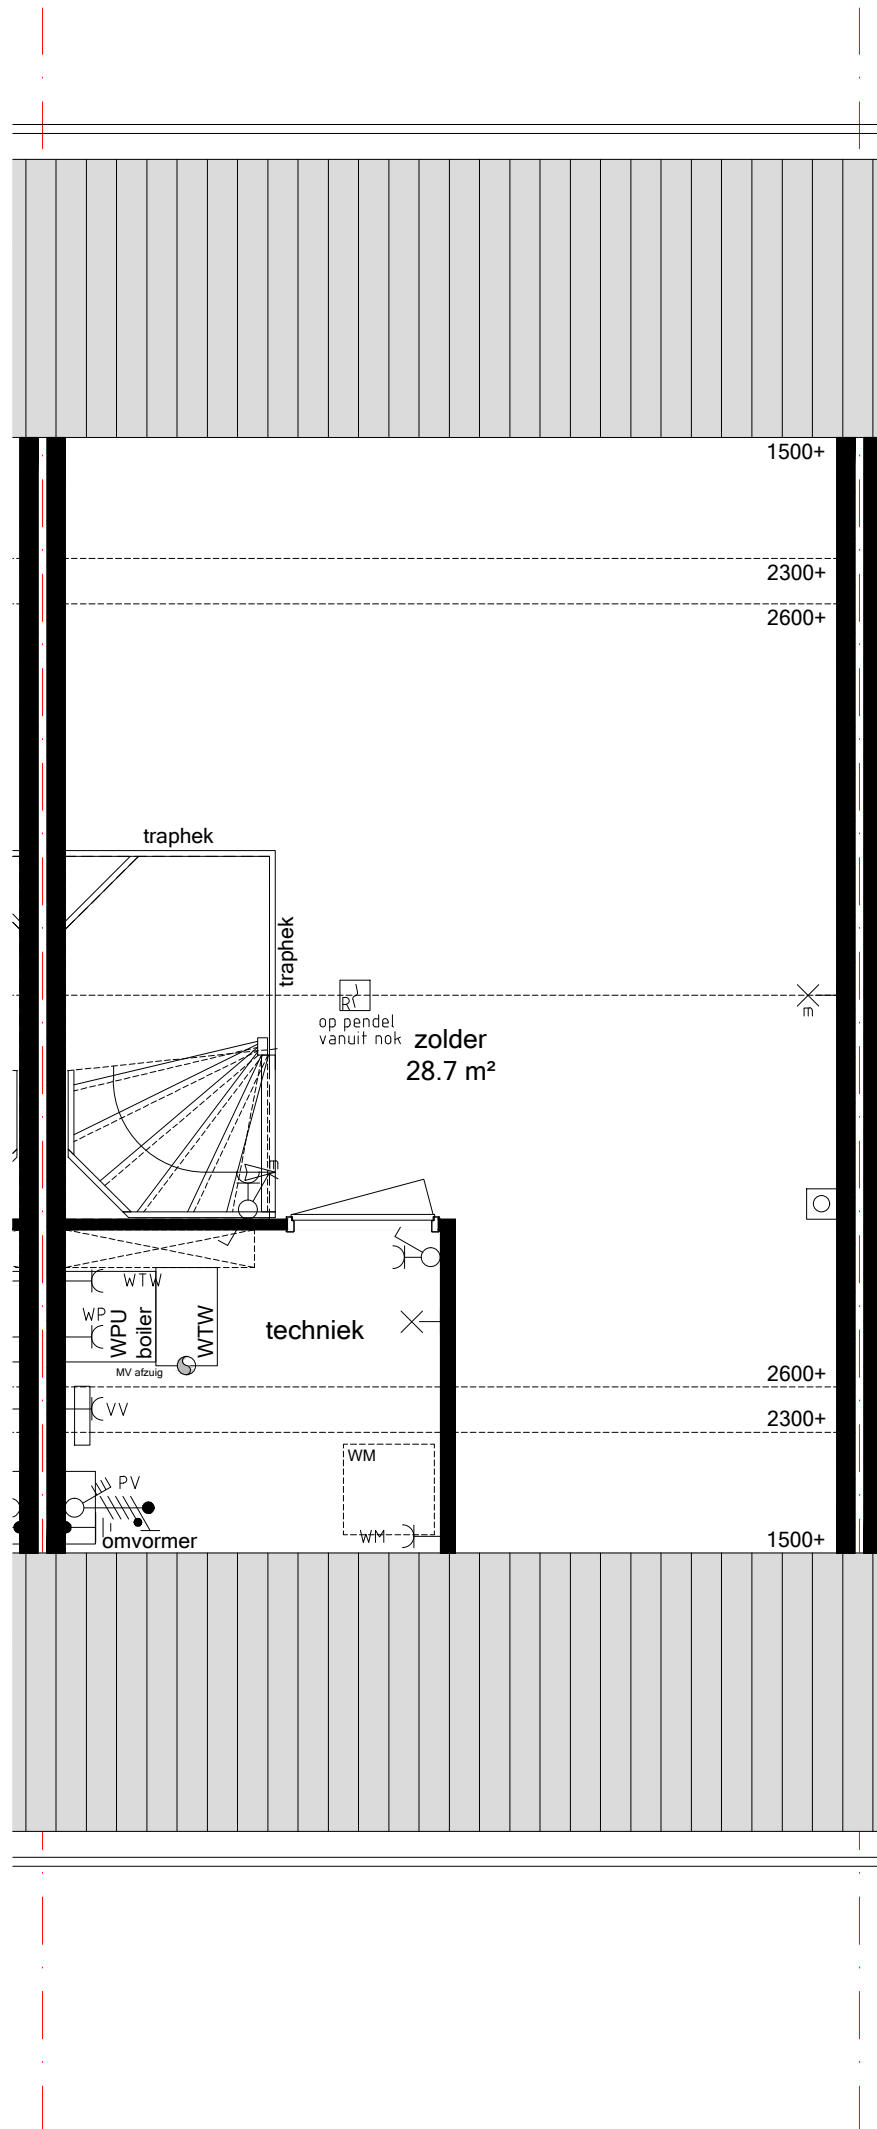 1500+
2300+
2600+
traphek
traphek
R
m
op pendel
vanuit nok
zolder
28.7 m²
m
WTW
WP
WPU
boiler
WTW
techniek
MV afzuig
2600+
VV
2300+
WM
PV
WM
omvormer
1500+